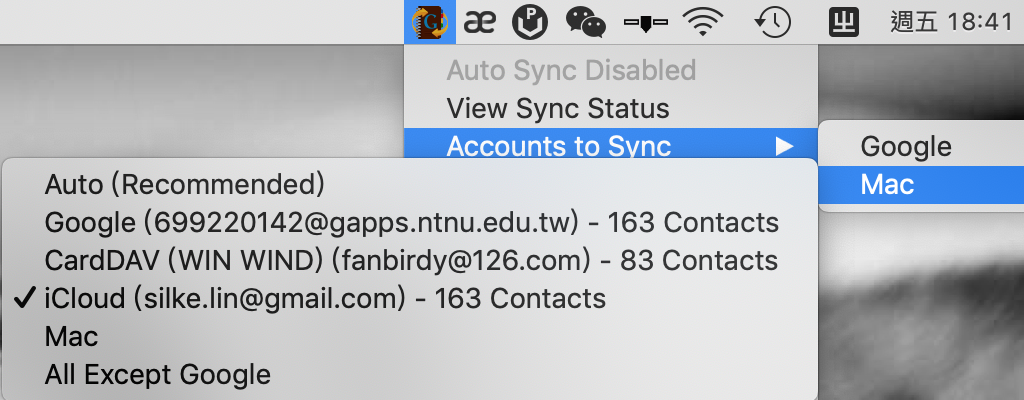 週五 18:41
Auto Sync Disabled
View Sync Status
Accounts to Sync
Google
Mac
Auto (Recommended)
Google (699220142@gapps.ntnu.edu.tw) - 163 Contacts
CardDAV (WIN WIND) (fanbirdy@126.com) - 83 Contacts
✓ iCloud (silke.lin@gmail.com) - 163 Contacts
Mac
All Except Google